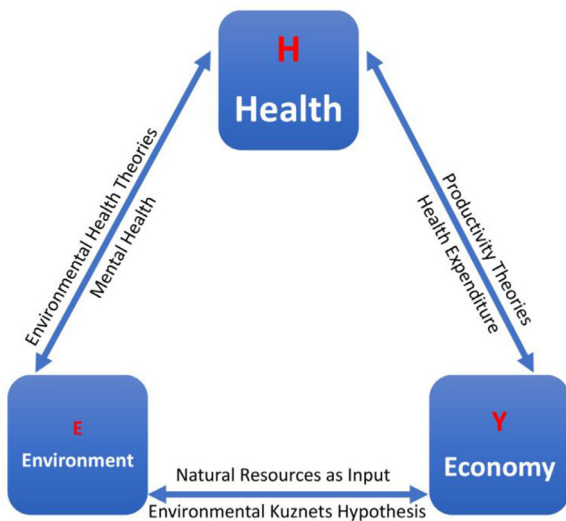 H
Health
Environmental Health Theories
Mental Health
Productivity Theories
Health Expenditure
E
Environment
Y
Economy
Natural Resources as Input
Environmental Kuznets Hypothesis